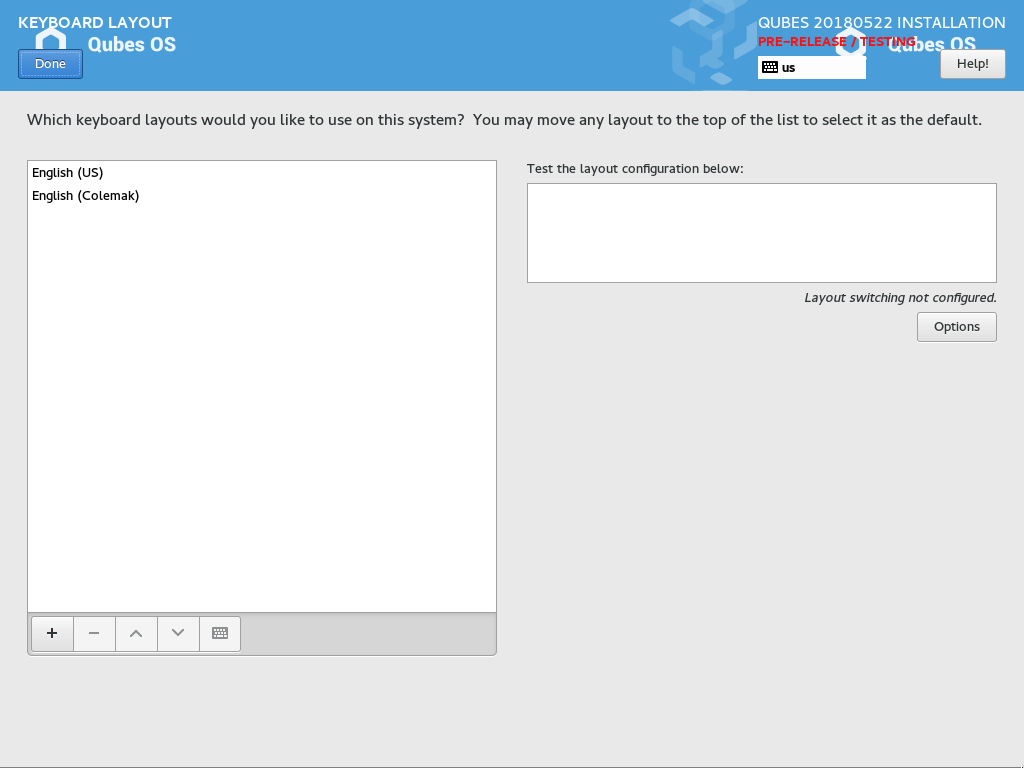 KEYBOARD LAYOUT
Qubes OS
Done
QUBES 20180522 INSTALLATION
PRE-RELEASE / TESTING
Qubes OS
us
Help!
Which keyboard layouts would you like to use on this system?  You may move any layout to the top of the list to select it as the default.
English (US)
English (Colemak)
Test the layout configuration below:
Layout switching not configured.
Options